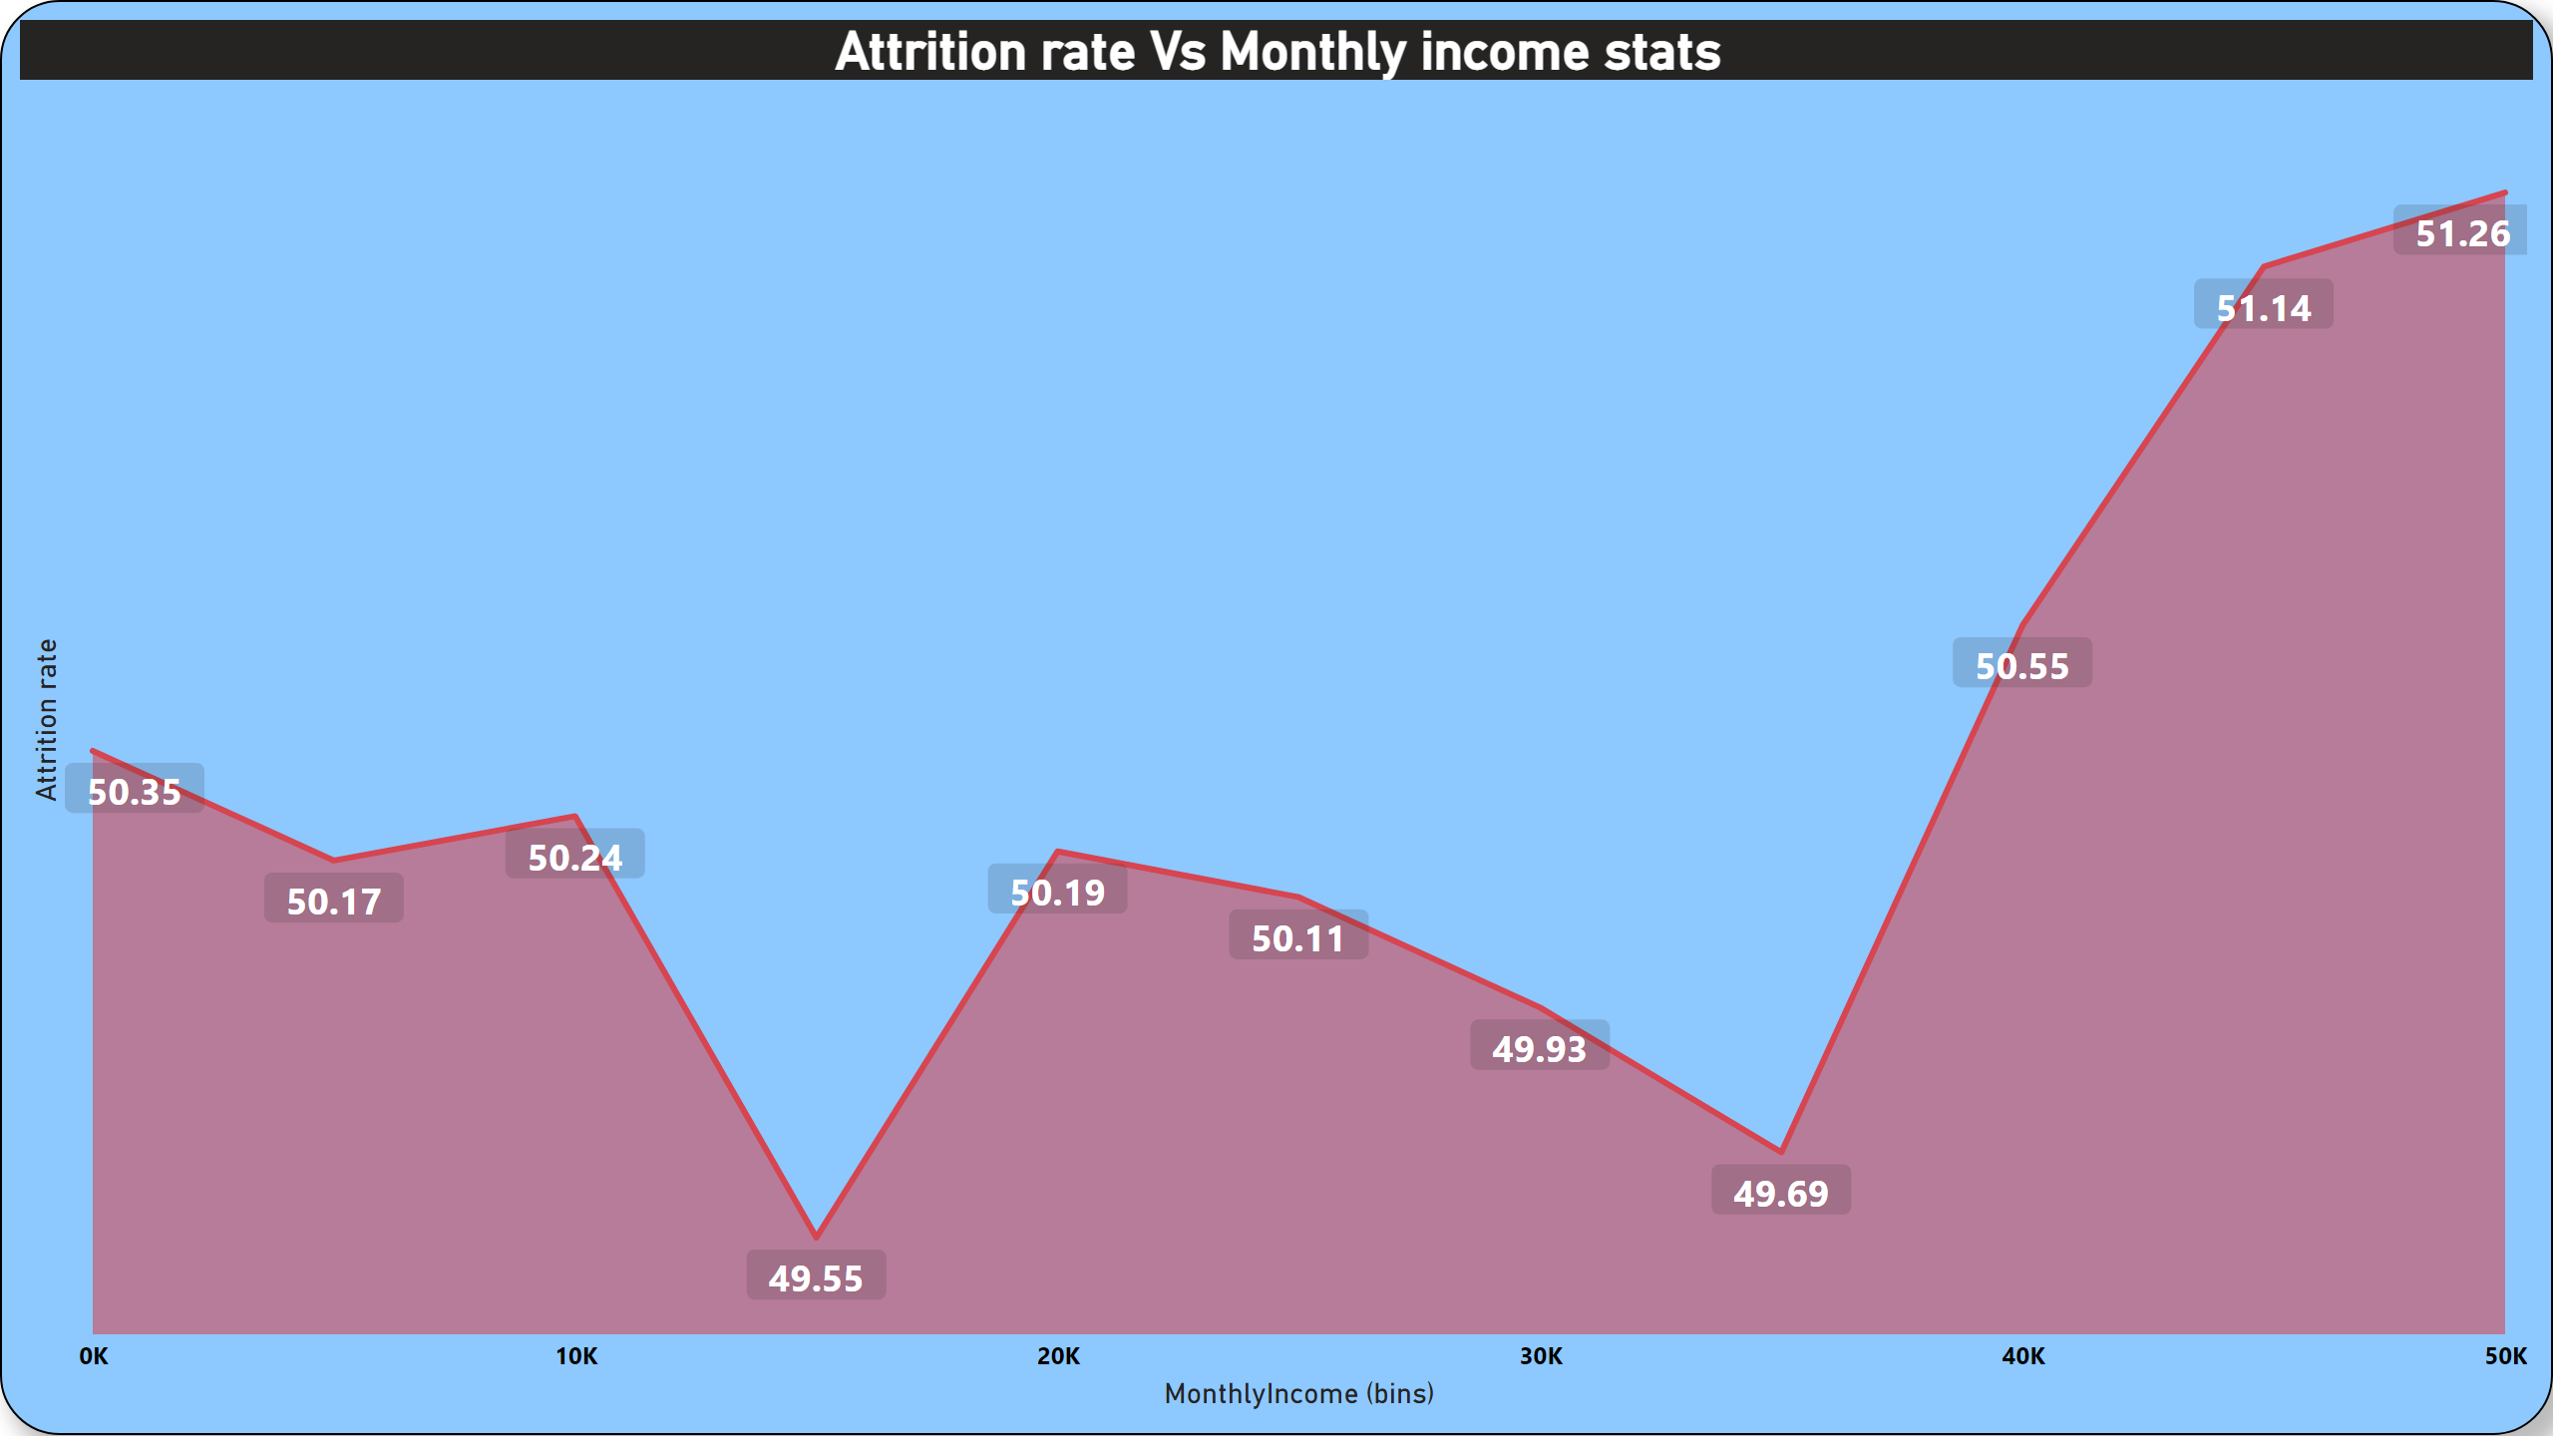 Attrition rate Vs Monthly income stats
Attrition rate
50.35
50.17
50.24
49.55
50.19
50.11
49.93
49.69
50.55
51.14
51.26
0K 10K 20K 30K 40K 50K
MonthlyIncome (bins)